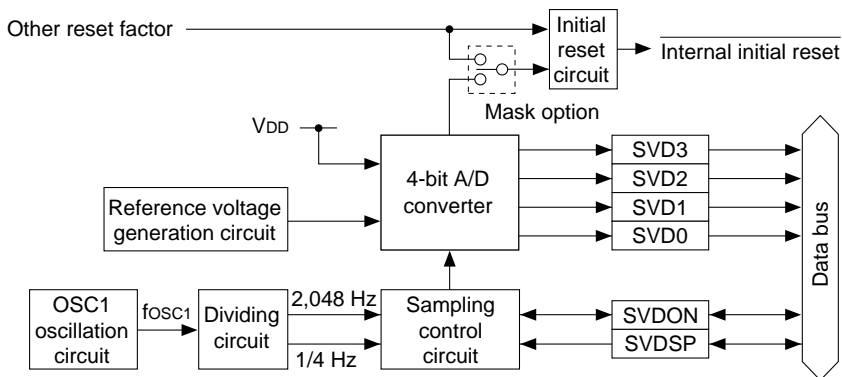 Other reset factor
Initial
reset
circuit
Internal initial reset
Mask option
VDD
4-bit A/D
converter
SVD3
SVD2
SVD1
SVD0
Reference voltage
generation circuit
Data bus
OSC1
oscillation
circuit
fOSC1
Dividing
circuit
2,048 Hz
1/4 Hz
Sampling
control
circuit
SVDON
SVDSP